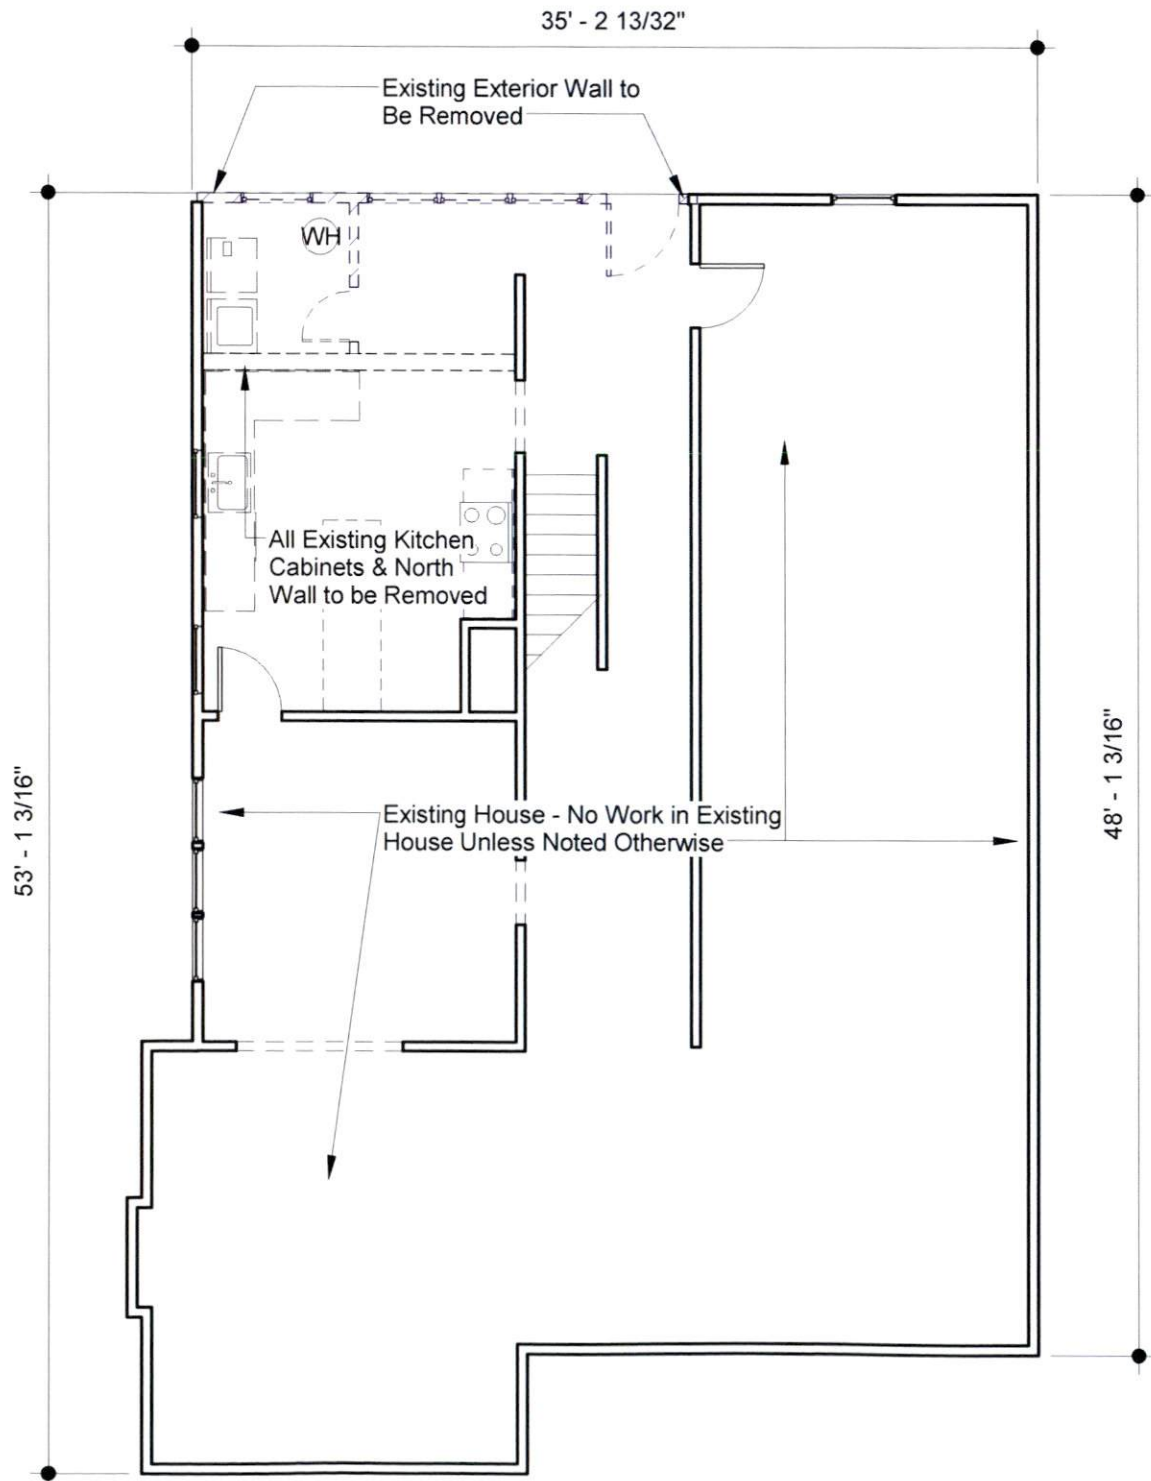 35' - 2 13/32"
Existing Exterior Wall to
Be Removed
WH
All Existing Kitchen
Cabinets & North
Wall to be Removed
53' - 1 3/16"
Existing House - No Work in Existing
House Unless Noted Otherwise
48' - 1 3/16"